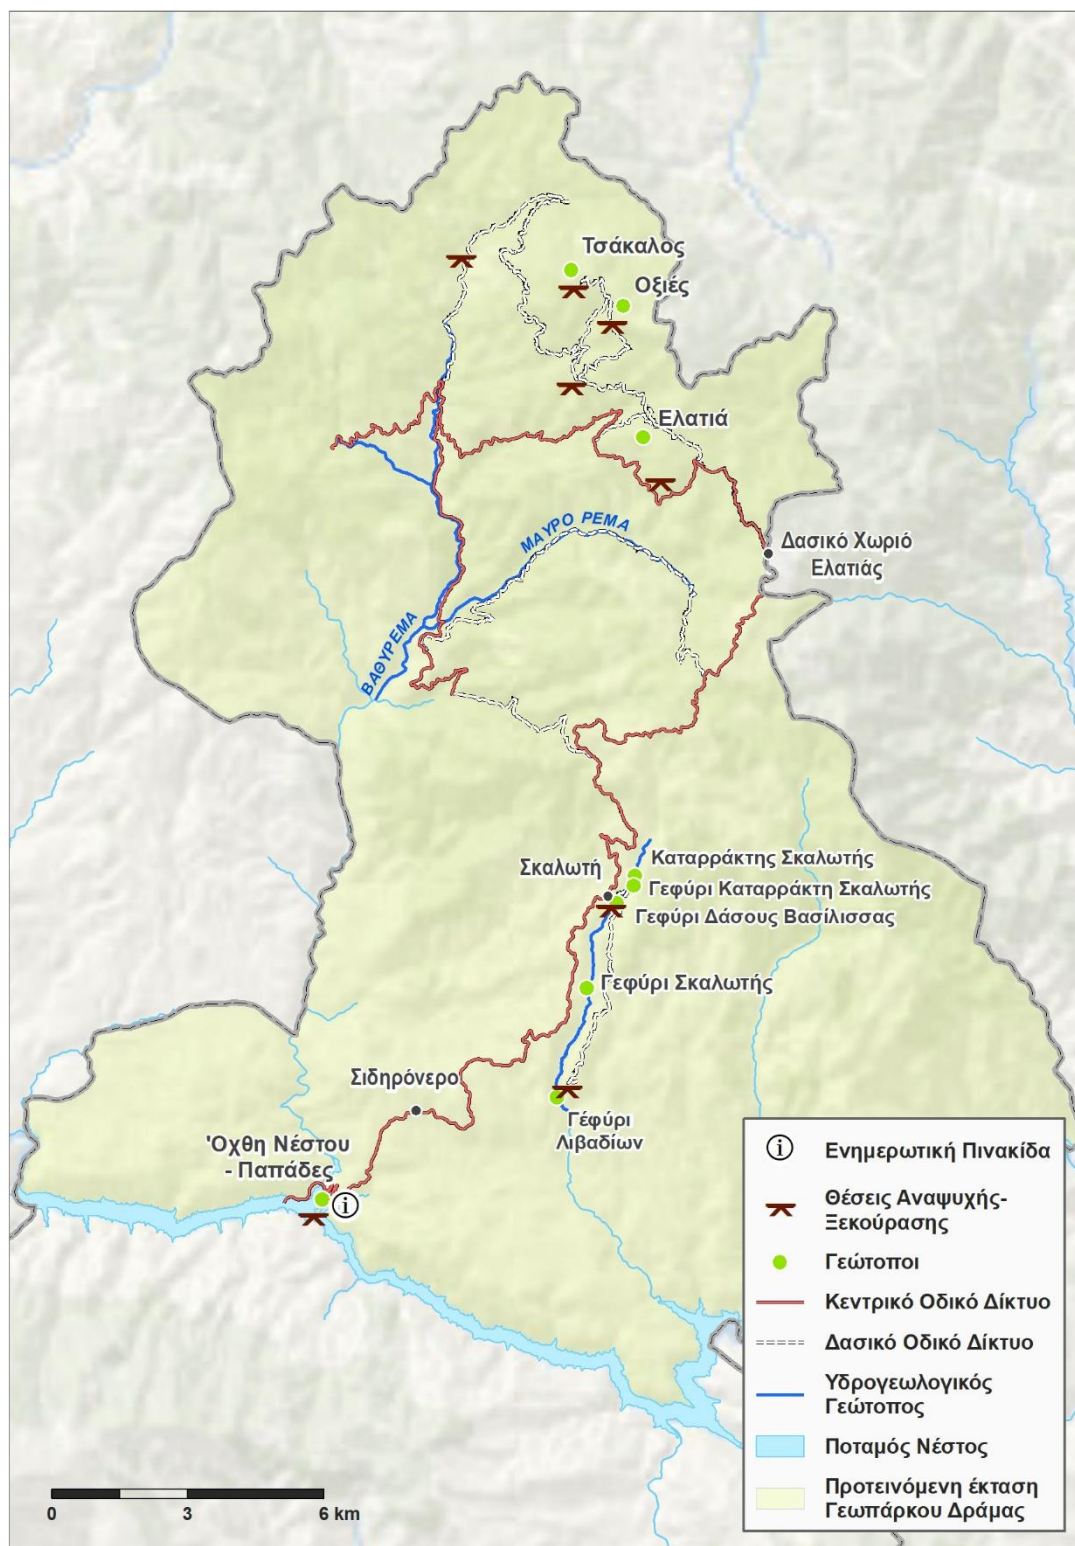 Τσάκαλος
Οξιές
Ελατιά
ΜΑΥΡΟ ΡΕΜΑ
Δασικό Χωριό
Ελατιάς
ΒΑΘΥΡΕΜΑ
Καταρράκτης Σκαλωτής
Σκαλωτή
Γεφύρι Καταρράκτη Σκαλωτής
Γεφύρι Δάσους Βασίλισσας
Γεφύρι Σκαλωτής
Σιδηρόνερο
Γέφύρι
Λιβαδίων
Όχθη Νέστου
- Παπάδες
i
i
Ενημερωτική Πινακίδα
Θέσεις Αναψυχής-
Ξεκούρασης
Γεώτοποι
Κεντρικό Οδικό Δίκτυο
Δασικό Οδικό Δίκτυο
Υδρογεωλογικός
Γεώτοπος
Ποταμός Νέστος
Προτεινόμενη έκταση
Γεωπάρκου Δράμας
0 3 6 km